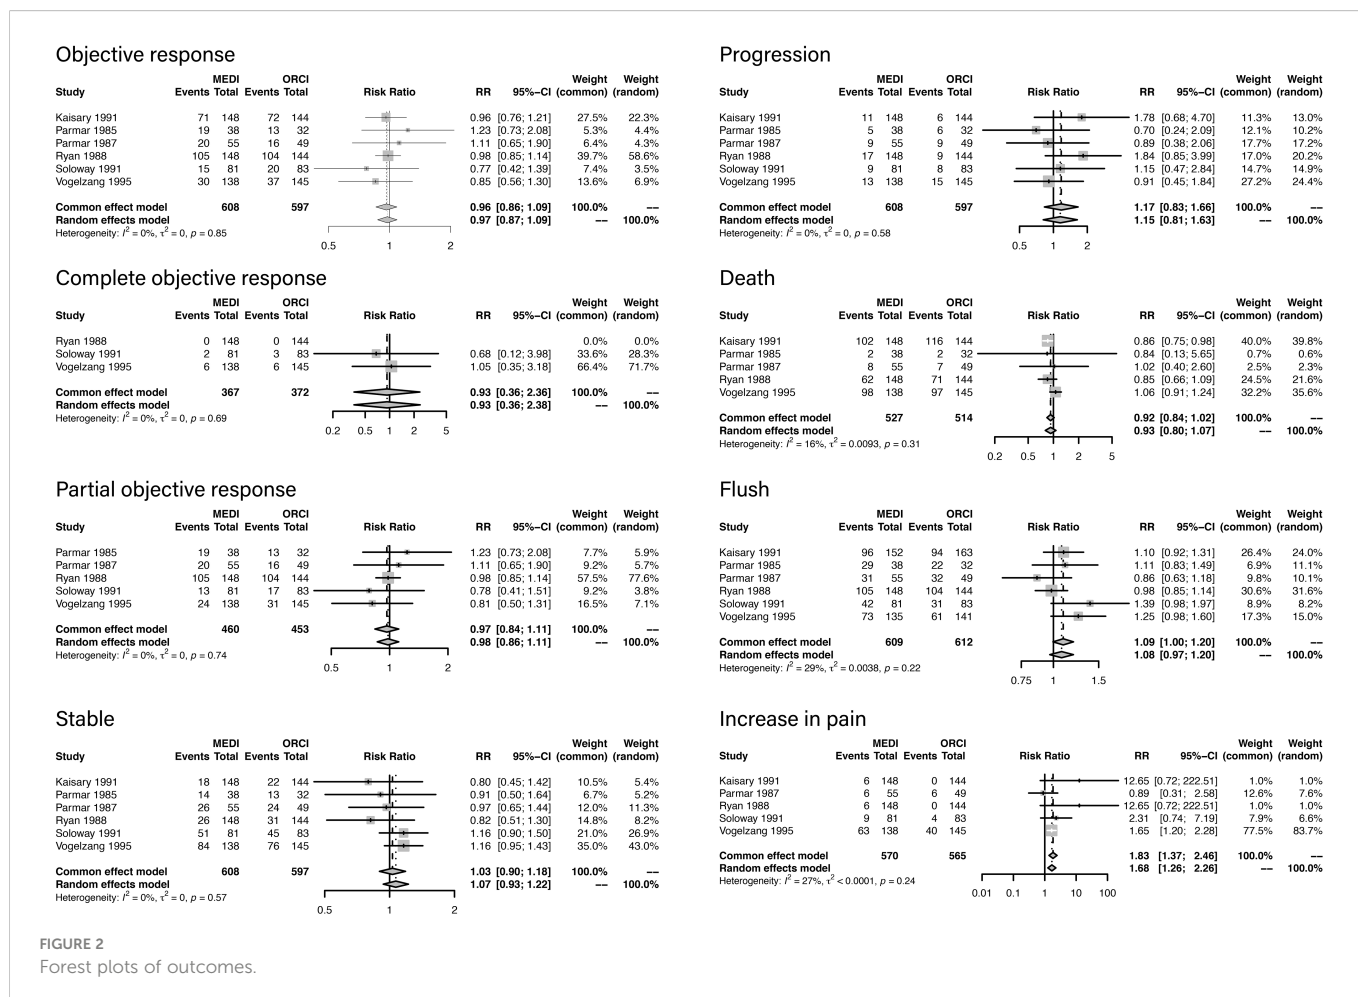 Objective response
MEDI ORCI Weight Weight
Study Events Total Events Total Risk Ratio RR 95%−CI (common) (random)
Kaisary 1991 71 148 72 144 0.96 [0.76; 1.21] 27.5% 22.3%
Parmar 1985 19 38 13 32 1.23 [0.73; 2.08] 5.3% 4.4%
Parmar 1987 20 55 16 49 1.11 [0.65; 1.90] 6.4% 4.3%
Ryan 1988 105 148 104 144 0.98 [0.85; 1.14] 39.7% 58.6%
Soloway 1991 15 81 20 83 0.77 [0.42; 1.39] 7.4% 3.5%
Vogelzang 1995 30 138 37 145 0.85 [0.56; 1.30] 13.6% 6.9%
Common effect model 608 597 0.96 [0.86; 1.09] 100.0% −−
Random effects model 0.97 [0.87; 1.09] −− 100.0%
Heterogeneity: I² = 0%, τ² = 0, p = 0.85
0.5 1 2
Complete objective response
MEDI ORCI Weight Weight
Study Events Total Events Total Risk Ratio RR 95%−CI (common) (random)
Ryan 1988 0 148 0 144 0.0% 0.0%
Soloway 1991 2 81 3 83 0.68 [0.12; 3.98] 33.6% 28.3%
Vogelzang 1995 6 138 6 145 1.05 [0.35; 3.18] 66.4% 71.7%
Common effect model 367 372 0.93 [0.36; 2.36] 100.0% −−
Random effects model 0.93 [0.36; 2.38] −− 100.0%
Heterogeneity: I² = 0%, τ² = 0, p = 0.69
0.2 0.5 1 2 5
Partial objective response
MEDI ORCI Weight Weight
Study Events Total Events Total Risk Ratio RR 95%−CI (common) (random)
Parmar 1985 19 38 13 32 1.23 [0.73; 2.08] 7.7% 5.9%
Parmar 1987 20 55 16 49 1.11 [0.65; 1.90] 9.2% 5.7%
Ryan 1988 105 148 104 144 0.98 [0.85; 1.14] 57.5% 77.6%
Soloway 1991 13 81 17 83 0.78 [0.41; 1.51] 9.2% 3.8%
Vogelzang 1995 24 138 31 145 0.81 [0.50; 1.31] 16.5% 7.1%
Common effect model 460 453 0.97 [0.84; 1.11] 100.0% −−
Random effects model 0.98 [0.86; 1.11] −− 100.0%
Heterogeneity: I² = 0%, τ² = 0, p = 0.74
0.5 1 2
Stable
MEDI ORCI Weight Weight
Study Events Total Events Total Risk Ratio RR 95%−CI (common) (random)
Kaisary 1991 18 148 22 144 0.80 [0.45; 1.42] 10.5% 5.4%
Parmar 1985 14 38 13 32 0.91 [0.50; 1.64] 6.7% 5.2%
Parmar 1987 26 55 24 49 0.97 [0.65; 1.44] 12.0% 11.3%
Ryan 1988 26 148 31 144 0.82 [0.51; 1.30] 14.8% 8.2%
Soloway 1991 51 81 45 83 1.16 [0.90; 1.50] 21.0% 26.9%
Vogelzang 1995 84 138 76 145 1.16 [0.95; 1.43] 35.0% 43.0%
Common effect model 608 597 1.03 [0.90; 1.18] 100.0% −−
Random effects model 1.07 [0.93; 1.22] −− 100.0%
Heterogeneity: I² = 0%, τ² = 0, p = 0.57
0.5 1 2
Progression
MEDI ORCI Weight Weight
Study Events Total Events Total Risk Ratio RR 95%−CI (common) (random)
Kaisary 1991 11 148 6 144 1.78 [0.68; 4.70] 11.3% 13.0%
Parmar 1985 5 38 6 32 0.70 [0.24; 2.09] 12.1% 10.2%
Parmar 1987 9 55 9 49 0.89 [0.38; 2.06] 17.7% 17.2%
Ryan 1988 17 148 9 144 1.84 [0.85; 3.99] 17.0% 20.2%
Soloway 1991 9 81 8 83 1.15 [0.47; 2.84] 14.7% 14.9%
Vogelzang 1995 13 138 15 145 0.91 [0.45; 1.84] 27.2% 24.4%
Common effect model 608 597 1.17 [0.83; 1.66] 100.0% −−
Random effects model 1.15 [0.81; 1.63] −− 100.0%
Heterogeneity: I² = 0%, τ² = 0, p = 0.58
0.5 1 2
Death
MEDI ORCI Weight Weight
Study Events Total Events Total Risk Ratio RR 95%−CI (common) (random)
Kaisary 1991 102 148 116 144 0.86 [0.75; 0.98] 40.0% 39.8%
Parmar 1985 2 38 2 32 0.84 [0.13; 5.65] 0.7% 0.6%
Parmar 1987 8 55 7 49 1.02 [0.40; 2.60] 2.5% 2.3%
Ryan 1988 62 148 71 144 0.85 [0.66; 1.09] 24.5% 21.6%
Vogelzang 1995 98 138 97 145 1.06 [0.91; 1.24] 32.2% 35.6%
Common effect model 527 514 0.92 [0.84; 1.02] 100.0% −−
Random effects model 0.93 [0.80; 1.07] −− 100.0%
Heterogeneity: I² = 16%, τ² = 0.0093, p = 0.31
0.2 0.5 1 2 5
Flush
MEDI ORCI Weight Weight
Study Events Total Events Total Risk Ratio RR 95%−CI (common) (random)
Kaisary 1991 96 152 94 163 1.10 [0.92; 1.31] 26.4% 24.0%
Parmar 1985 29 38 22 32 1.11 [0.83; 1.49] 6.9% 11.1%
Parmar 1987 31 55 32 49 0.86 [0.63; 1.18] 9.8% 10.1%
Ryan 1988 105 148 104 144 0.98 [0.85; 1.14] 30.6% 31.6%
Soloway 1991 42 81 31 83 1.39 [0.98; 1.97] 8.9% 8.2%
Vogelzang 1995 73 135 61 141 1.25 [0.98; 1.60] 17.3% 15.0%
Common effect model 609 612 1.09 [1.00; 1.20] 100.0% −−
Random effects model 1.08 [0.97; 1.20] −− 100.0%
Heterogeneity: I² = 29%, τ² = 0.0038, p = 0.22
0.75 1 1.5
Increase in pain
MEDI ORCI Weight Weight
Study Events Total Events Total Risk Ratio RR 95%−CI (common) (random)
Kaisary 1991 6 148 0 144 12.65 [0.72; 222.51] 1.0% 1.0%
Parmar 1987 6 55 6 49 0.89 [0.31; 2.58] 12.6% 7.6%
Ryan 1988 6 148 0 144 12.65 [0.72; 222.51] 1.0% 1.0%
Soloway 1991 9 81 4 83 2.31 [0.74; 7.19] 7.9% 6.6%
Vogelzang 1995 63 138 40 145 1.65 [1.20; 2.28] 77.5% 83.7%
Common effect model 570 565 1.83 [1.37; 2.46] 100.0% −−
Random effects model 1.68 [1.26; 2.26] −− 100.0%
Heterogeneity: I² = 27%, τ² < 0.0001, p = 0.24
0.01 0.1 1 10 100
FIGURE 2
Forest plots of outcomes.